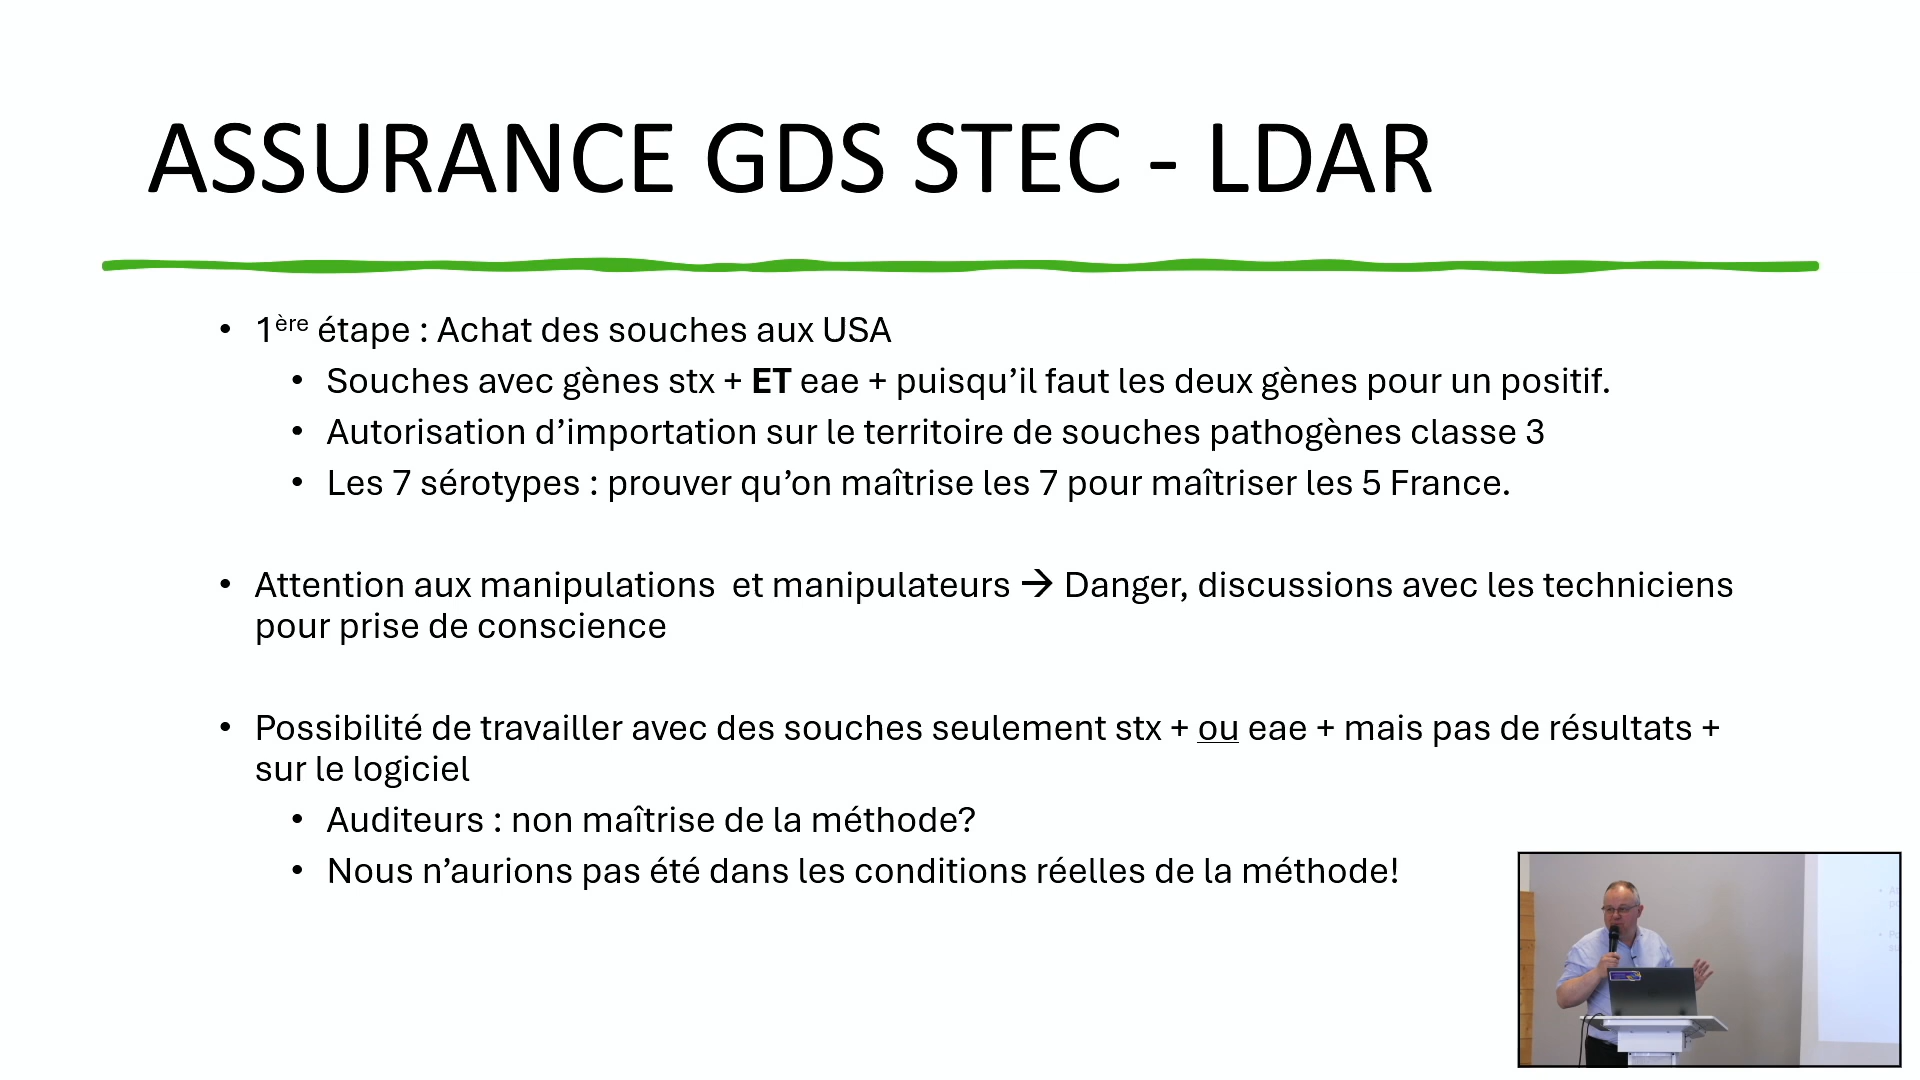 ASSURANCE GDS STEC - LDAR
• 1ère étape : Achat des souches aux USA
• Souches avec gènes stx + ET eae + puisqu’il faut les deux gènes pour un positif.
• Autorisation d’importation sur le territoire de souches pathogènes classe 3
• Les 7 sérotypes : prouver qu’on maîtrise les 7 pour maîtriser les 5 France.
• Attention aux manipulations et manipulateurs → Danger, discussions avec les techniciens
pour prise de conscience
• Possibilité de travailler avec des souches seulement stx + ou eae + mais pas de résultats +
sur le logiciel
• Auditeurs : non maîtrise de la méthode?
• Nous n’aurions pas été dans les conditions réelles de la méthode!